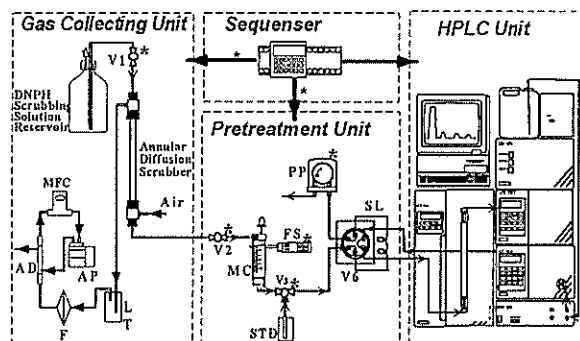 Gas Collecting Unit
Sequenser
HPLC Unit
*
V1
*
*
DNPH
Scrubbing
Solution
Reservoir
Annular
Diffusion
Scrubber
Air
MFC
AD
AP
F
L
T
Pretreatment Unit
PP
*
SL
V2
*
FS
*
MC
V3
*
V6
STD